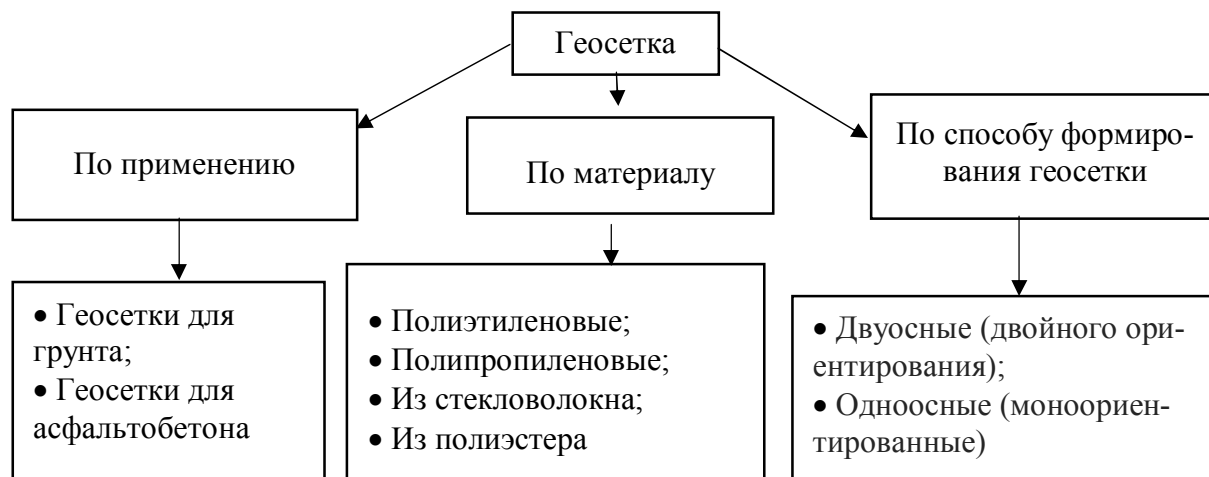 Геосетка
По применению
По материалу
По способу формиро-
вания геосетки
• Геосетки для
грунта;
• Геосетки для
асфальтобетона
• Полиэтиленовые;
• Полипропиленовые;
• Из стекловолокна;
• Из полиэстера
• Двуосные (двойного ори-
ентирования);
• Одноосные (моноориен-
тированные)